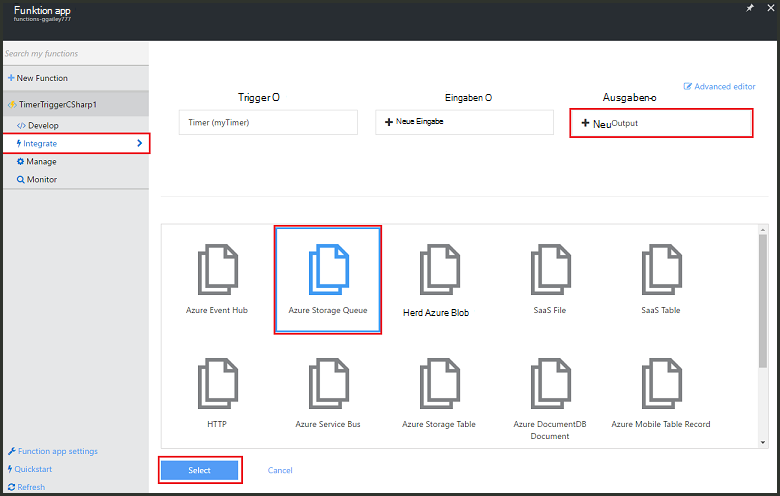 Funktion app
functions-ggailey777
Search my functions
+ New Function
TimerTriggerCSharp1
</> Develop
Integrate
Manage
Monitor
Function app settings
Quickstart
Refresh
Advanced editor
Trigger O
Eingaben O
Ausgaben-o
Timer (myTimer)
+ Neue Eingabe
+ Neu Output
Azure Event Hub
Azure Storage Queue
Herd Azure Blob
SaaS File
SaaS Table
HTTP
Azure Service Bus
Azure Storage Table
Azure DocumentDB
Document
Azure Mobile Table Record
Select
Cancel